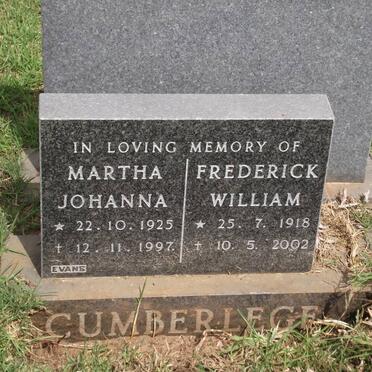 IN LOVING MEMORY OF
MARTHA
JOHANNA
★ 22.10.1925
✝ 12.11.1997
FREDERICK
WILLIAM
★ 25.7.1918
✝ 10.5.2002
EVANS
CUMBERLEGE